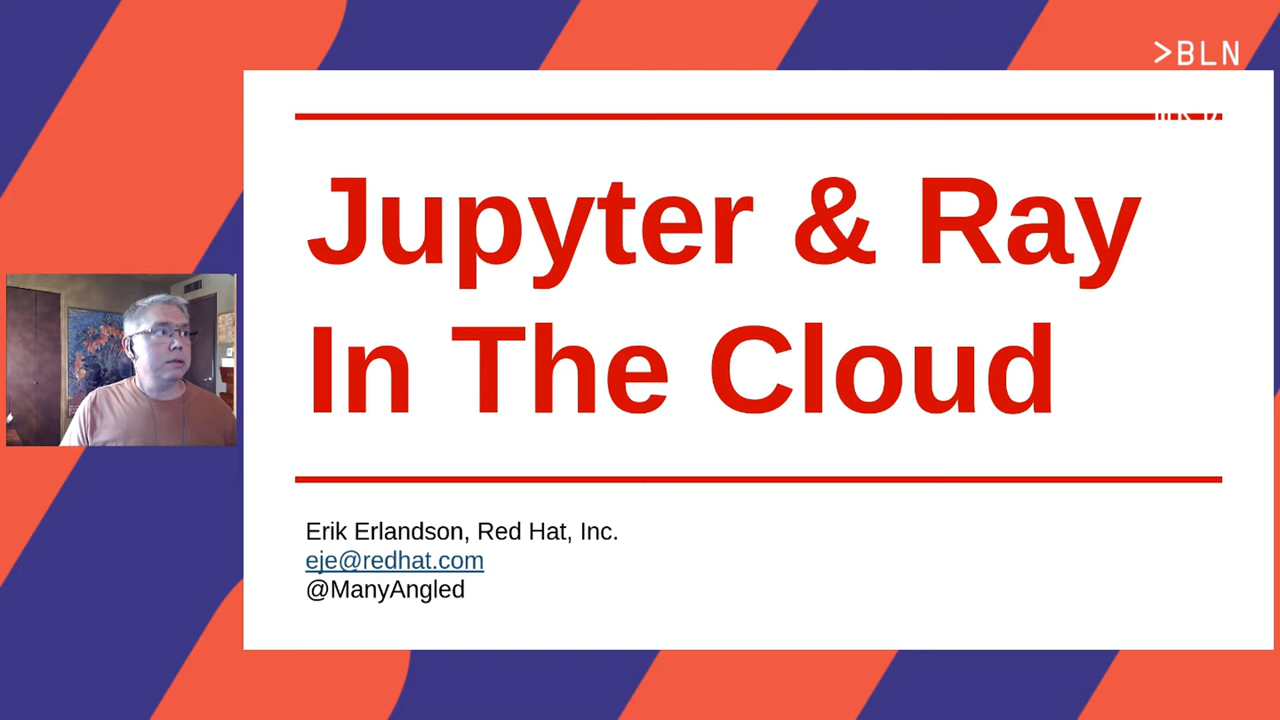 >BLN
Jupyter & Ray
In The Cloud
Erik Erlandson, Red Hat, Inc.
eje@redhat.com
@ManyAngled